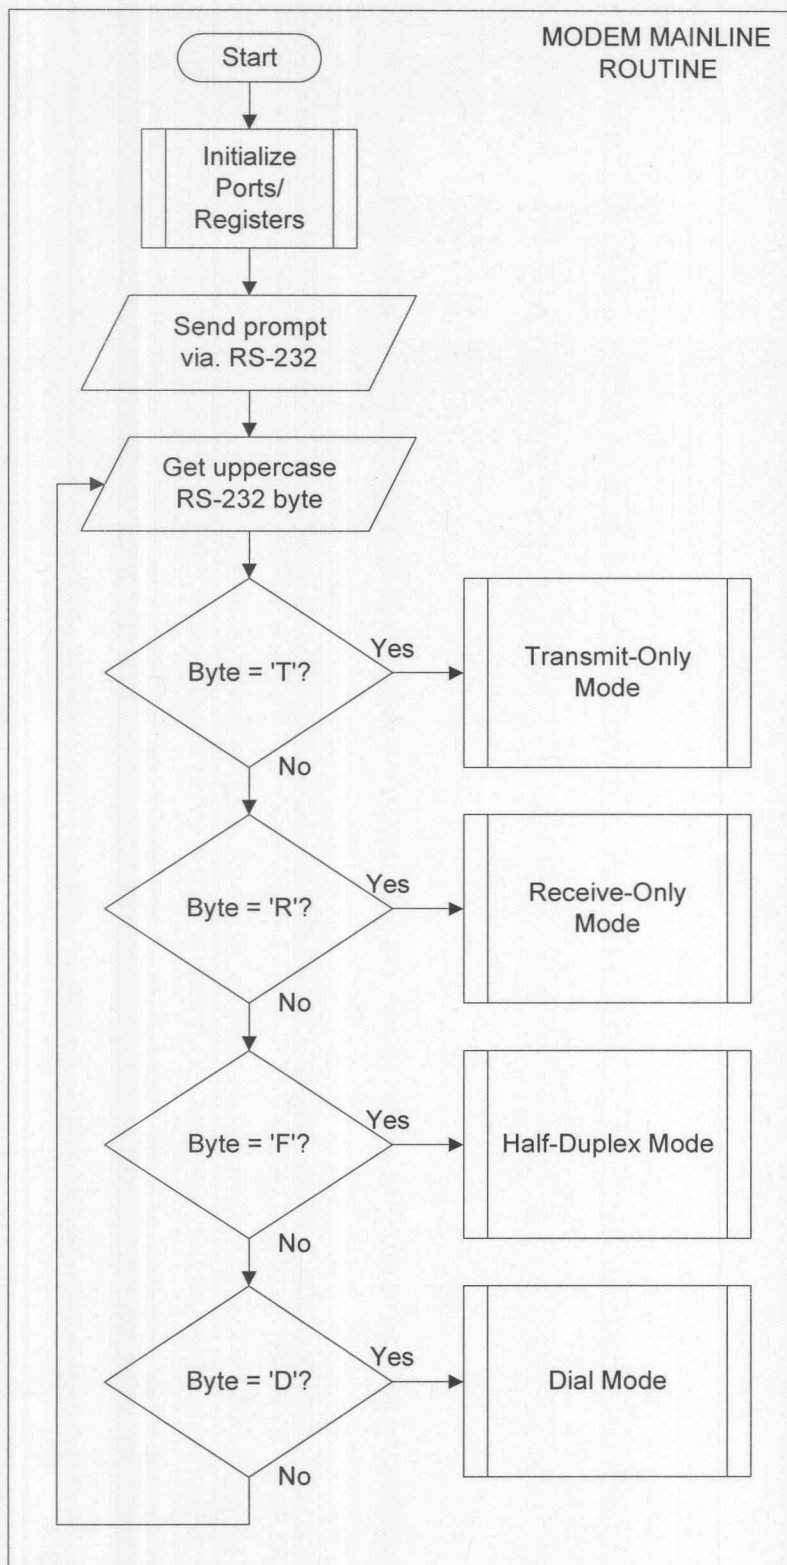 MODEM MAINLINE
ROUTINE
Start
Initialize
Ports/
Registers
Send prompt
via. RS-232
Get uppercase
RS-232 byte
Byte = 'T'?
Yes
Transmit-Only
Mode
No
Byte = 'R'?
Yes
Receive-Only
Mode
No
Byte = 'F'?
Yes
Half-Duplex Mode
No
Byte = 'D'?
Yes
Dial Mode
No